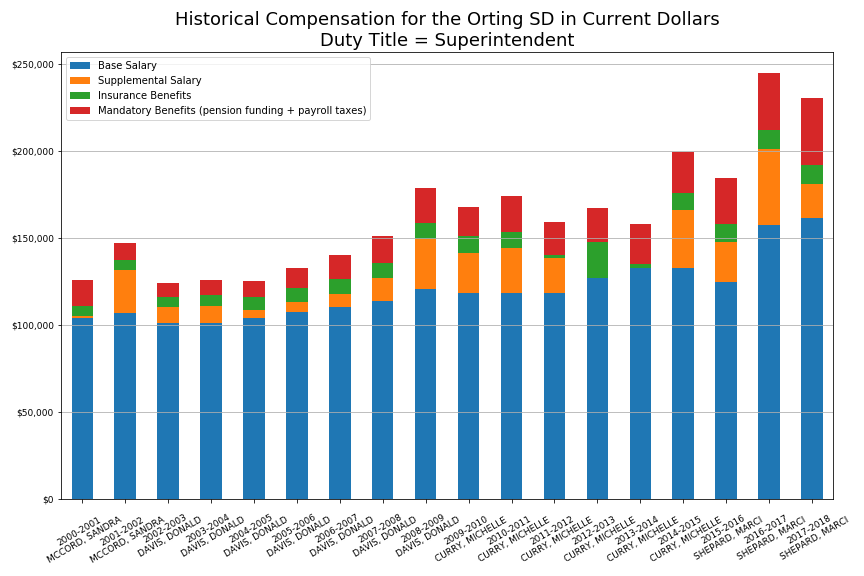 Historical Compensation for the Orting SD in Current Dollars
Duty Title = Superintendent
Base Salary
Supplemental Salary
Insurance Benefits
Mandatory Benefits (pension funding + payroll taxes)
$250,000
$200,000
$150,000
$100,000
$50,000
$0
2000-2001
MCCORD, SANDRA
2001-2002
MCCORD, SANDRA
2002-2003
DAVIS, DONALD
2003-2004
DAVIS, DONALD
2004-2005
DAVIS, DONALD
2005-2006
DAVIS, DONALD
2006-2007
DAVIS, DONALD
2007-2008
DAVIS, DONALD
2008-2009
DAVIS, DONALD
2009-2010
CURRY, MICHELLE
2010-2011
CURRY, MICHELLE
2011-2012
CURRY, MICHELLE
2012-2013
CURRY, MICHELLE
2013-2014
CURRY, MICHELLE
2014-2015
CURRY, MICHELLE
2015-2016
SHEPARD, MARCI
2016-2017
SHEPARD, MARCI
2017-2018
SHEPARD, MARCI